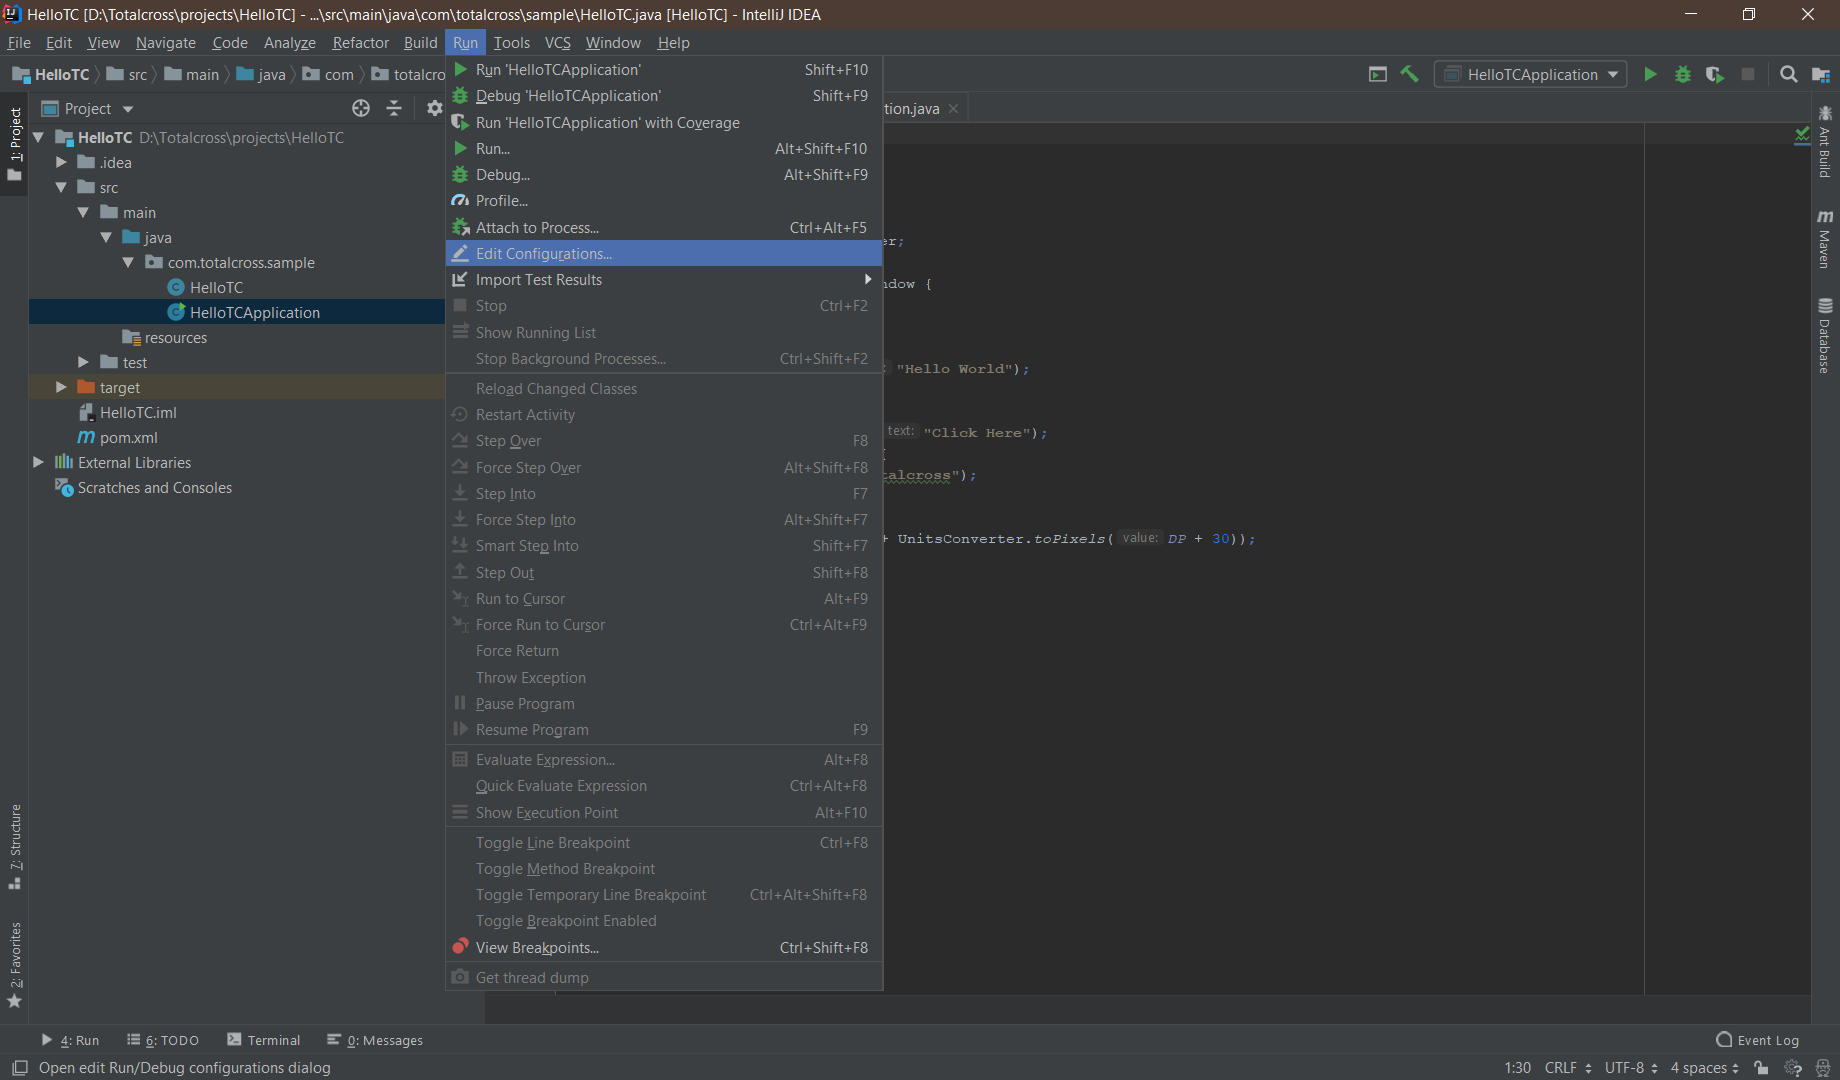 HelloTC [D:\Totalcross\projects\HelloTC] - ...\src\main\java\com\totalcross\sample\HelloTC.java [HelloTC] - IntelliJ IDEA
File Edit View Navigate Code Analyze Refactor Build Run Tools VCS Window Help
HelloTC src main java com totalcro
HelloTCApplication
Project
tion.java
1: Project
HelloTC D:\Totalcross\projects\HelloTC
.idea
src
main
java
com.totalcross.sample
HelloTC
HelloTCApplication
resources
test
target
HelloTC.iml
pom.xml
External Libraries
Scratches and Consoles
7: Structure
2: Favorites
Run 'HelloTCApplication' Shift+F10
Debug 'HelloTCApplication' Shift+F9
Run 'HelloTCApplication' with Coverage
Run... Alt+Shift+F10
Debug... Alt+Shift+F9
Profile...
Attach to Process... Ctrl+Alt+F5
Edit Configurations...
Import Test Results
Stop Ctrl+F2
Show Running List
Stop Background Processes... Ctrl+Shift+F2
Reload Changed Classes
Restart Activity
Step Over F8
Force Step Over Alt+Shift+F8
Step Into F7
Force Step Into Alt+Shift+F7
Smart Step Into Shift+F7
Step Out Shift+F8
Run to Cursor Alt+F9
Force Run to Cursor Ctrl+Alt+F9
Force Return
Throw Exception
Pause Program
Resume Program F9
Evaluate Expression... Alt+F8
Quick Evaluate Expression Ctrl+Alt+F8
Show Execution Point Alt+F10
Toggle Line Breakpoint Ctrl+F8
Toggle Method Breakpoint
Toggle Temporary Line Breakpoint Ctrl+Alt+Shift+F8
Toggle Breakpoint Enabled
View Breakpoints... Ctrl+Shift+F8
Get thread dump
er;
ndow {
"Hello World");
text: "Click Here");
{
talcross");
+ UnitsConverter.toPixels( value: DP + 30));
Ant Build
Maven
Database
4: Run 6: TODO Terminal 0: Messages Event Log
Open edit Run/Debug configurations dialog 1:30 CRLF UTF-8 4 spaces